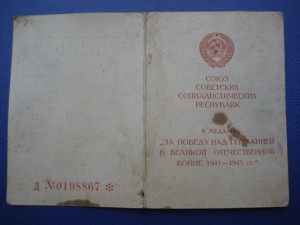 СОЮЗ
СОВЕТСКИХ
СОЦИАЛИСТИЧЕСКИХ
РЕСПУБЛИК
К МЕДАЛИ
„ЗА ПОБЕДУ НАД ГЕРМАНИЕЙ
В ВЕЛИКОЙ ОТЕЧЕСТВЕННОЙ
ВОЙНЕ 1941—1945 гг.“
Д №0198867 *